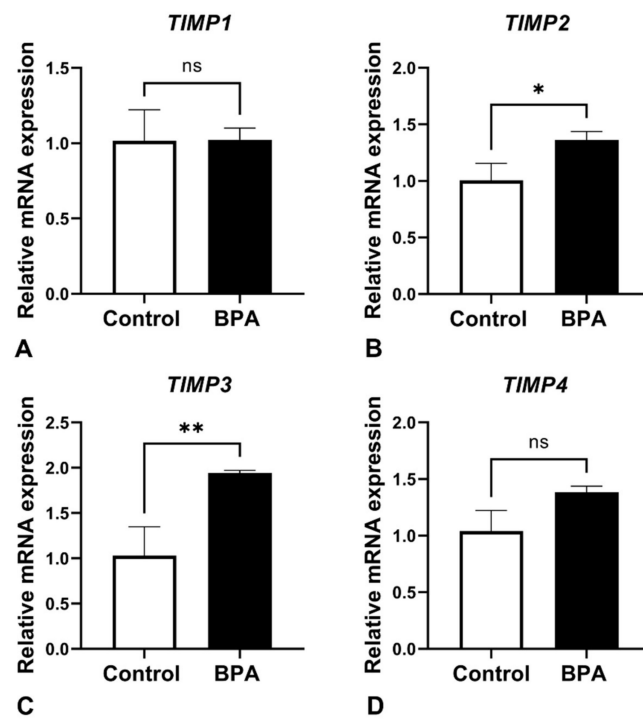 TIMP1
Relative mRNA expression
1.5
1.0
0.5
0.0
ns
Control BPA
A
TIMP2
Relative mRNA expression
2.0
1.5
1.0
0.5
0.0
*
Control BPA
B
TIMP3
Relative mRNA expression
2.5
2.0
1.5
1.0
0.5
0.0
**
Control BPA
C
TIMP4
Relative mRNA expression
2.0
1.5
1.0
0.5
0.0
ns
Control BPA
D